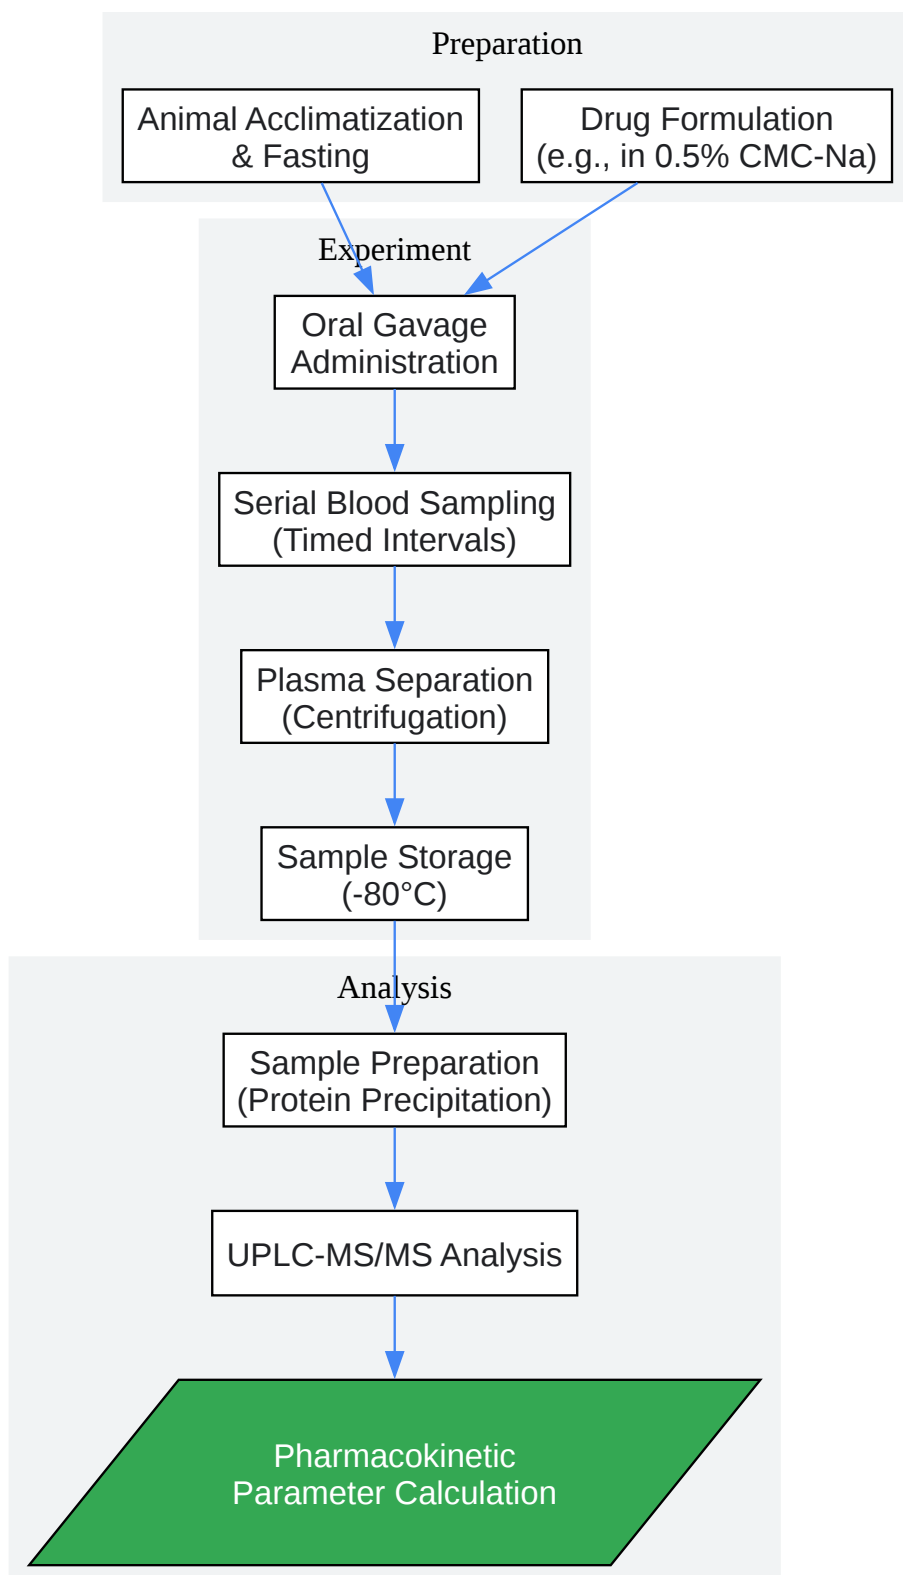 Preparation
Animal Acclimatization
& Fasting
Drug Formulation
(e.g., in 0.5% CMC-Na)
Experiment
Oral Gavage
Administration
Serial Blood Sampling
(Timed Intervals)
Plasma Separation
(Centrifugation)
Sample Storage
(-80°C)
Analysis
Sample Preparation
(Protein Precipitation)
UPLC-MS/MS Analysis
Pharmacokinetic
Parameter Calculation